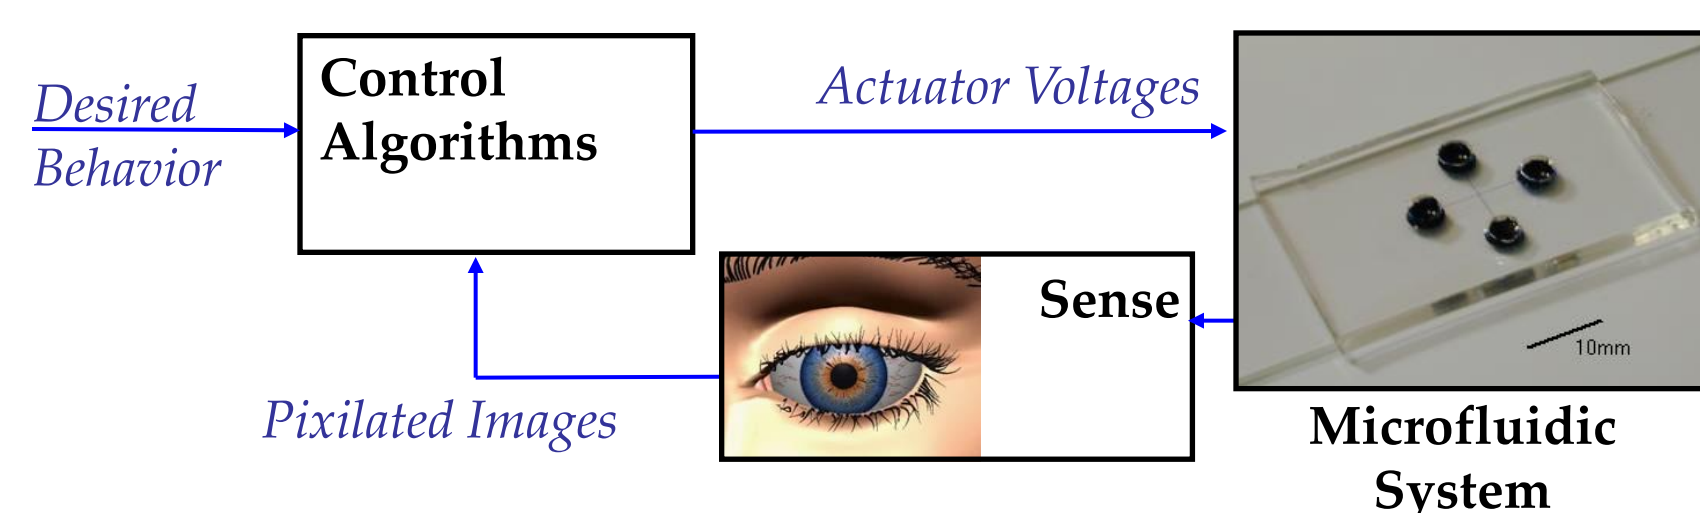 Desired
Behavior
Control
Algorithms
Actuator Voltages
Sense
Pixilated Images
10mm
Microfluidic
System